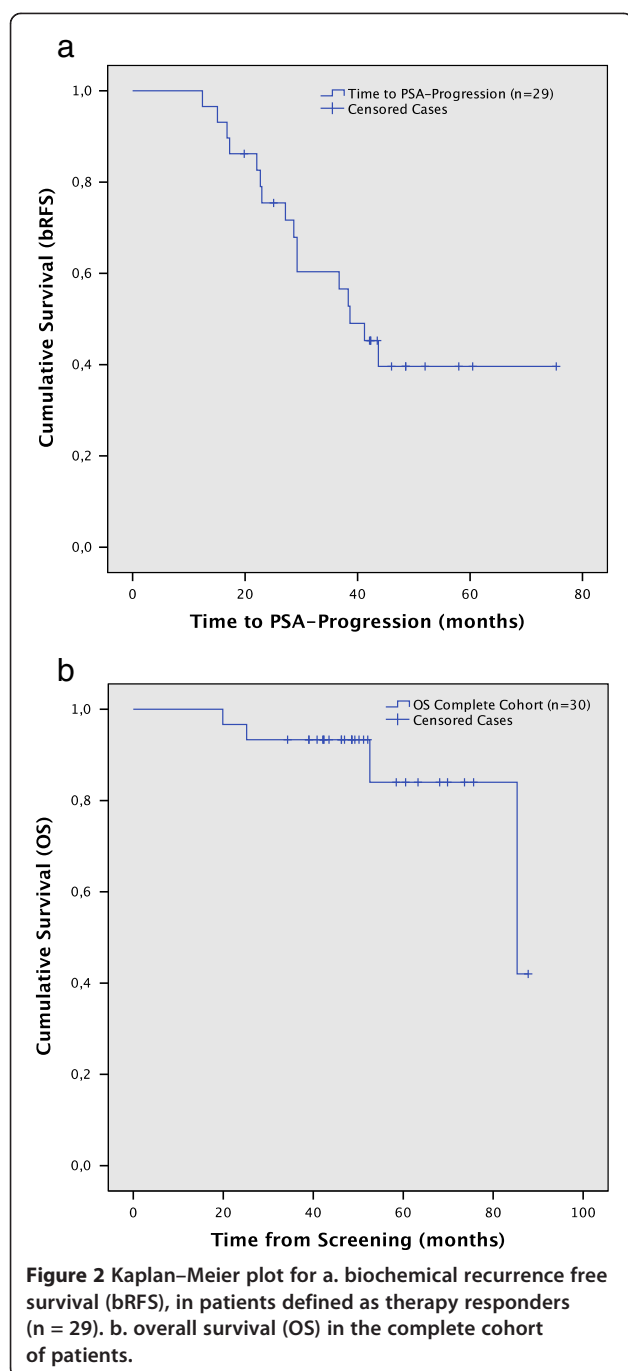 a
Time to PSA–Progression (n=29)
Censored Cases
1,0
0,8
0,6
0,4
0,2
0,0
Cumulative Survival (bRFS)
0 20 40 60 80
Time to PSA–Progression (months)
b
OS Complete Cohort (n=30)
Censored Cases
1,0
0,8
0,6
0,4
0,2
0,0
Cumulative Survival (OS)
0 20 40 60 80 100
Time from Screening (months)
Figure 2 Kaplan–Meier plot for a. biochemical recurrence free
survival (bRFS), in patients defined as therapy responders
(n = 29). b. overall survival (OS) in the complete cohort
of patients.